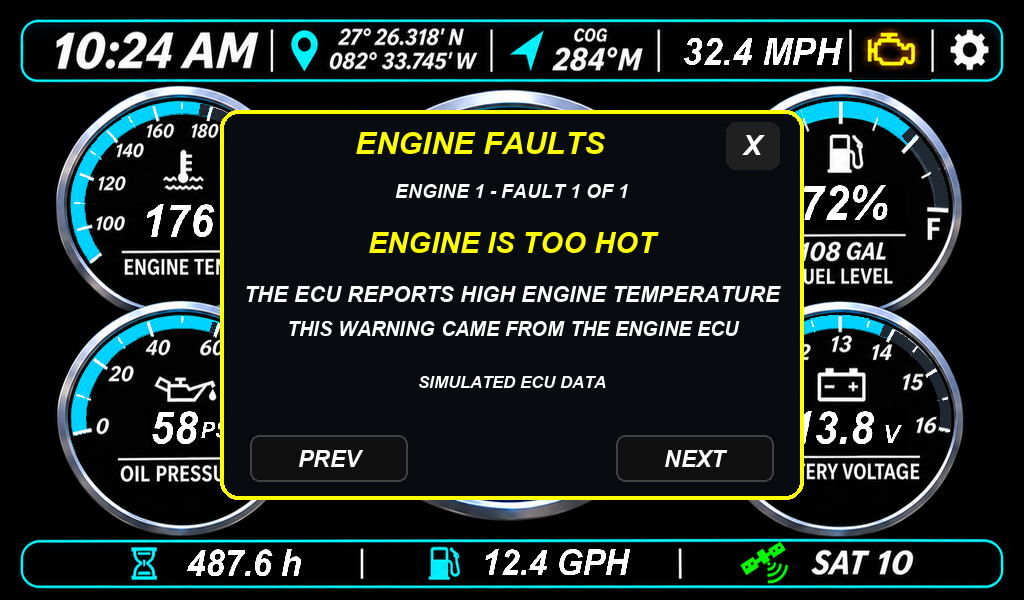 10:24 AM
27° 26.318' N
082° 33.745' W
COG
284°M
32.4 MPH
ENGINE FAULTS
X
ENGINE 1 - FAULT 1 OF 1
ENGINE IS TOO HOT
THE ECU REPORTS HIGH ENGINE TEMPERATURE
THIS WARNING CAME FROM THE ENGINE ECU
SIMULATED ECU DATA
PREV
NEXT
100
120
140
160
180
176
ENGINE TEM
72%
F
108 GAL
UEL LEVEL
0
20
40
60
58 PS
OIL PRESSU
13
14
15
16
13.8 V
ERY VOLTAGE
487.6 h
12.4 GPH
SAT 10